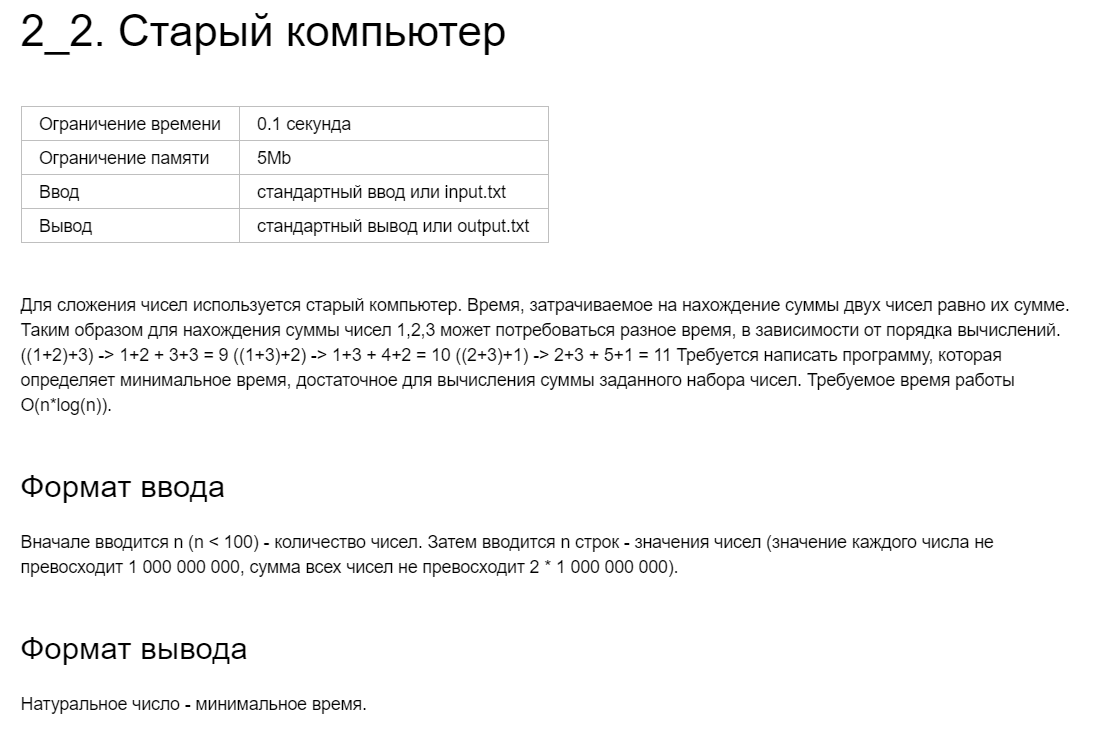 2_2. Старый компьютер
Ограничение времени 0.1 секунда
Ограничение памяти 5Mb
Ввод стандартный ввод или input.txt
Вывод стандартный вывод или output.txt
Для сложения чисел используется старый компьютер. Время, затрачиваемое на нахождение суммы двух чисел равно их сумме.
Таким образом для нахождения суммы чисел 1,2,3 может потребоваться разное время, в зависимости от порядка вычислений.
((1+2)+3) -> 1+2 + 3+3 = 9 ((1+3)+2) -> 1+3 + 4+2 = 10 ((2+3)+1) -> 2+3 + 5+1 = 11 Требуется написать программу, которая
определяет минимальное время, достаточное для вычисления суммы заданного набора чисел. Требуемое время работы
O(n*log(n)).
Формат ввода
Вначале вводится n (n < 100) - количество чисел. Затем вводится n строк - значения чисел (значение каждого числа не
превосходит 1 000 000 000, сумма всех чисел не превосходит 2 * 1 000 000 000).
Формат вывода
Натуральное число - минимальное время.